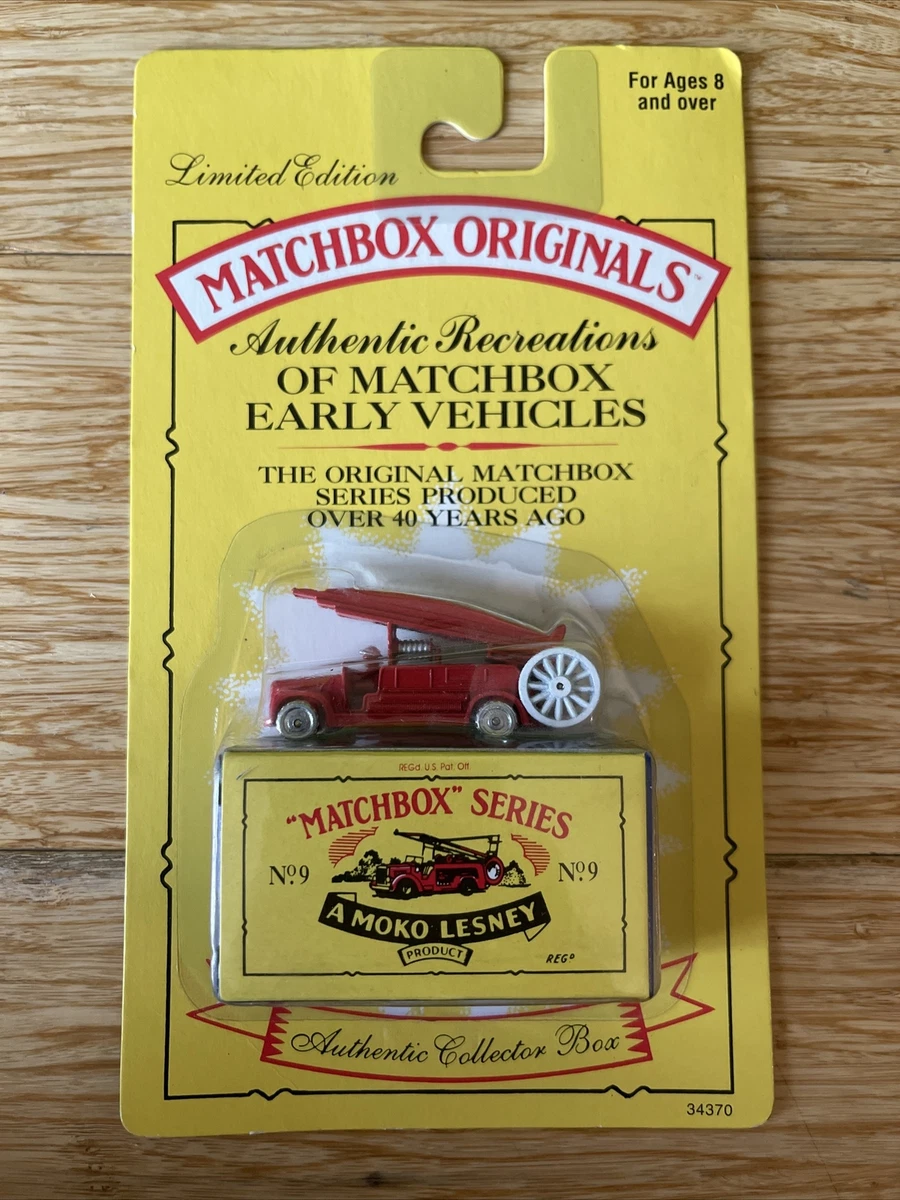 For Ages 8
and over
Limited Edition
MATCHBOX ORIGINALS™
Authentic Recreations
OF MATCHBOX
EARLY VEHICLES
THE ORIGINAL MATCHBOX
SERIES PRODUCED
OVER 40 YEARS AGO
REGd. U.S. Pat. Off.
"MATCHBOX" SERIES
Nº.9 Nº.9
A MOKO LESNEY
PRODUCT
REGD
Authentic Collector Box
34370